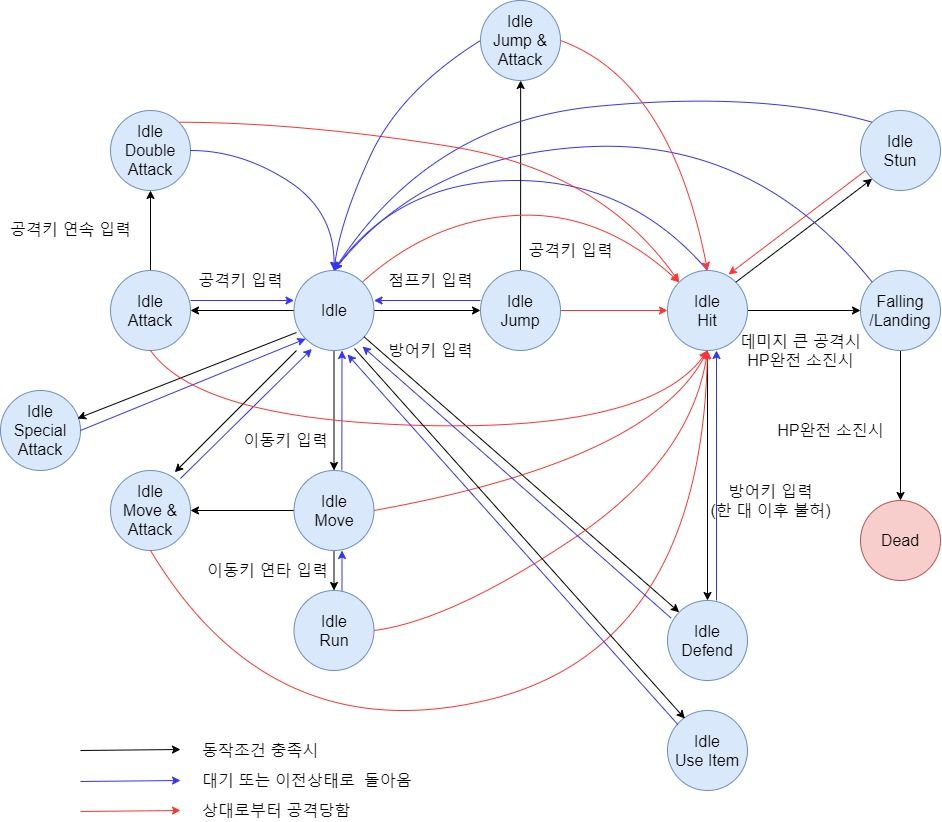 Idle
Jump &
Attack
Idle
Double
Attack
Idle
Stun
공격키 연속 입력
공격키 입력
Idle
Attack
공격키 입력
Idle
점프키 입력
Idle
Jump
Idle
Hit
Falling
/Landing
방어키 입력
데미지 큰 공격시
HP완전 소진시
Idle
Special
Attack
이동키 입력
HP완전 소진시
Idle
Move &
Attack
Idle
Move
방어키 입력
(한 대 이후 불허)
Dead
이동키 연타 입력
Idle
Run
Idle
Defend
Idle
Use Item
동작조건 충족시
대기 또는 이전상태로 돌아옴
상대로부터 공격당함